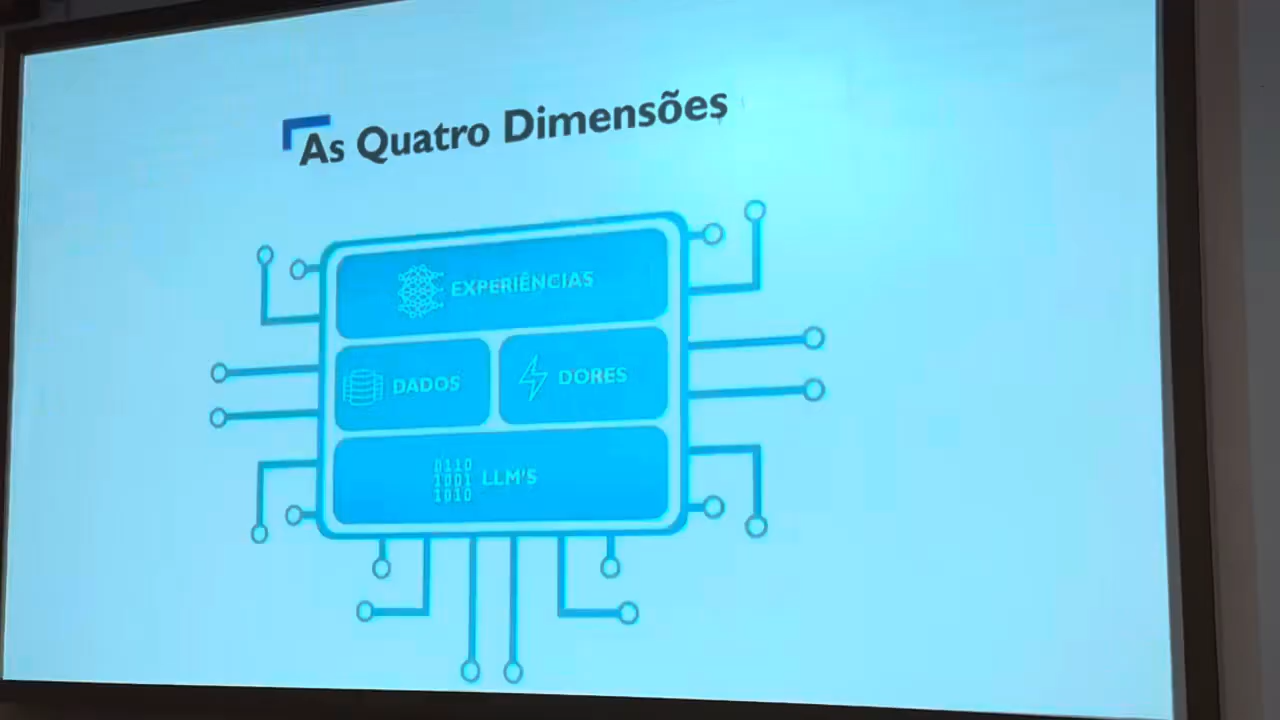 As Quatro Dimensões
EXPERIÊNCIAS
DADOS
DORES
0110
1001
1010
LLM'S